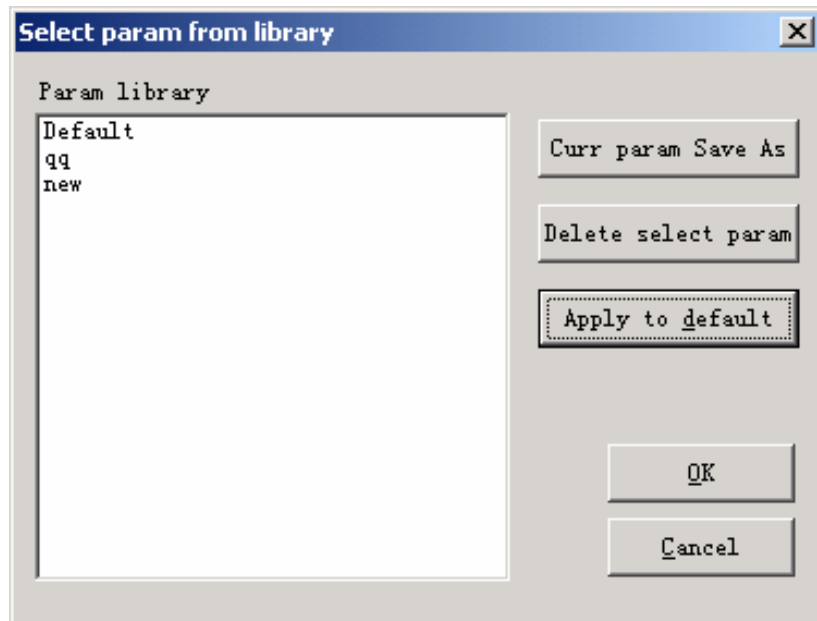 Select param from library
Param library
Default
qq
new
Curr param Save As
Delete select param
Apply to default
OK
Cancel